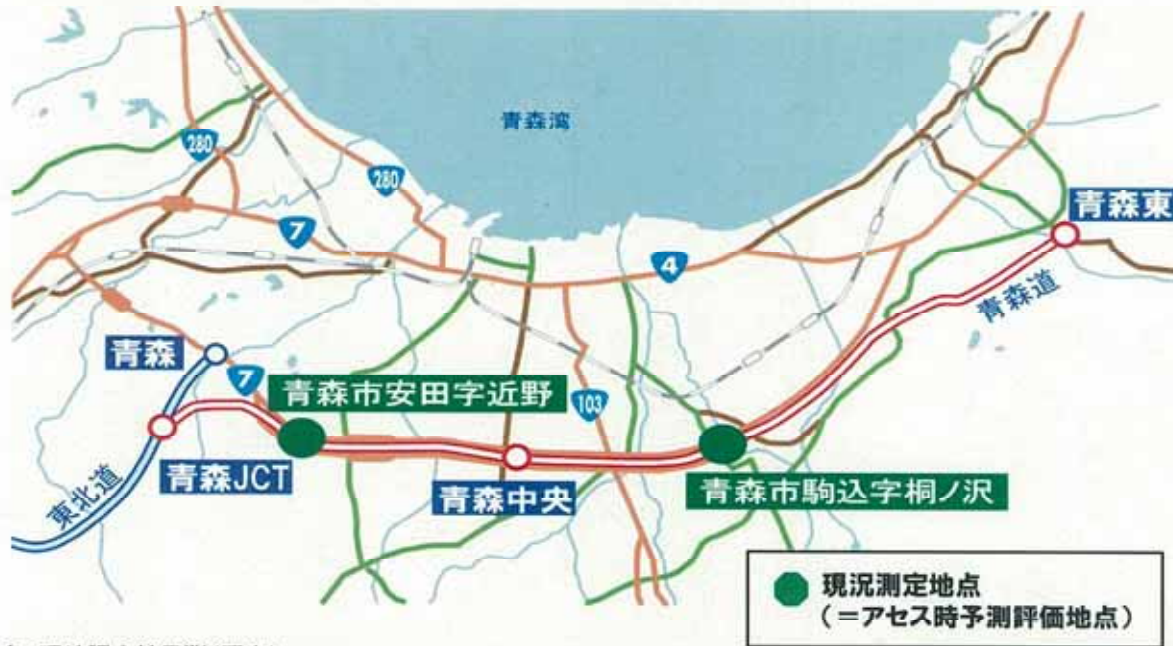 青森湾
280
280
7
4
青森東
青森道
青森
7
青森市安田字近野
103
青森JCT
東北道
青森中央
青森市駒込字桐ノ沢
現況測定地点
(＝アセス時予測評価地点)